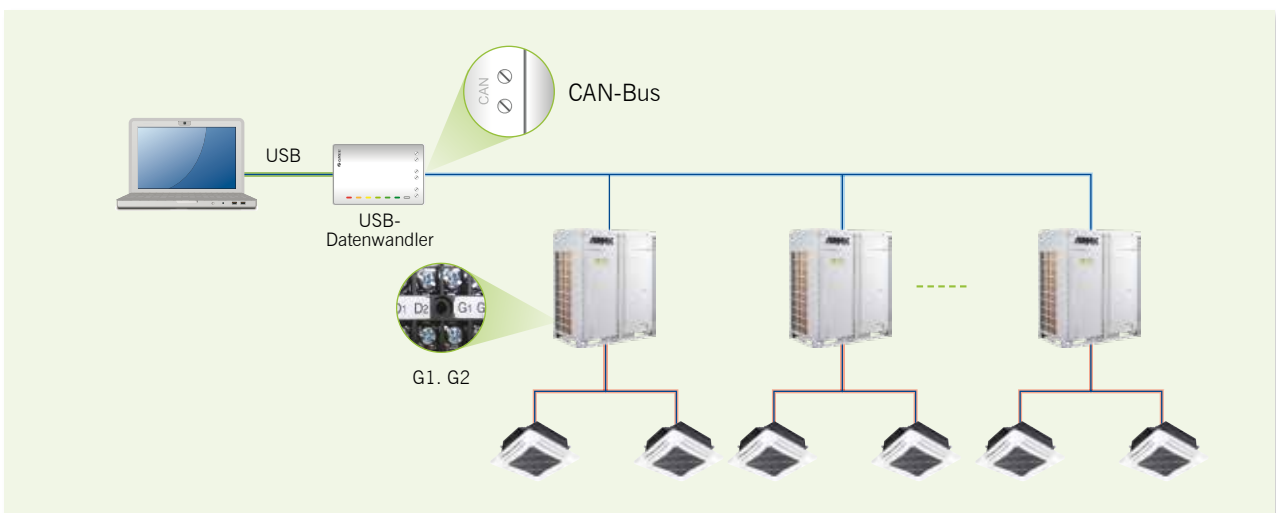 CAN
CAN-Bus
USB
USB-
Datenwandler
D1 D2 G1 G
G1. G2